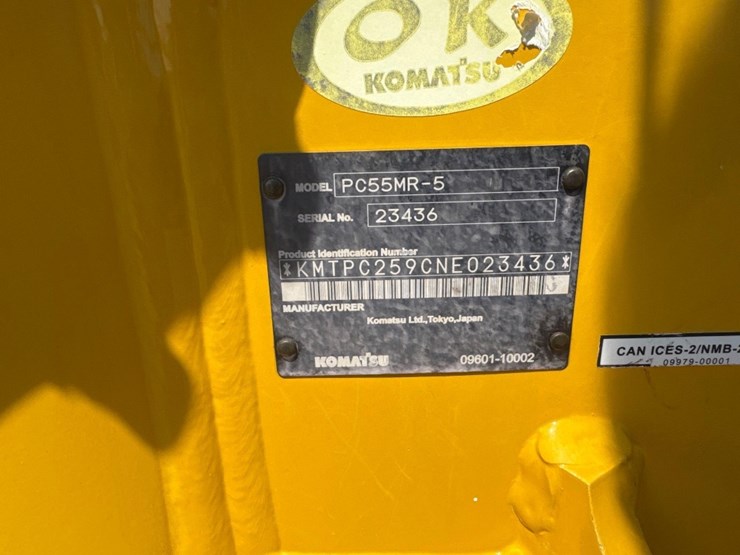 OK
KOMATSU
MODEL PC55MR-5
SERIAL No. 23436
Product Identification Number
*KMTPC259CNE023436*
MANUFACTURER
Komatsu Ltd.,Tokyo,Japan
KOMATSU 09601-10002
CAN ICES-2/NMB-2
09979-00001